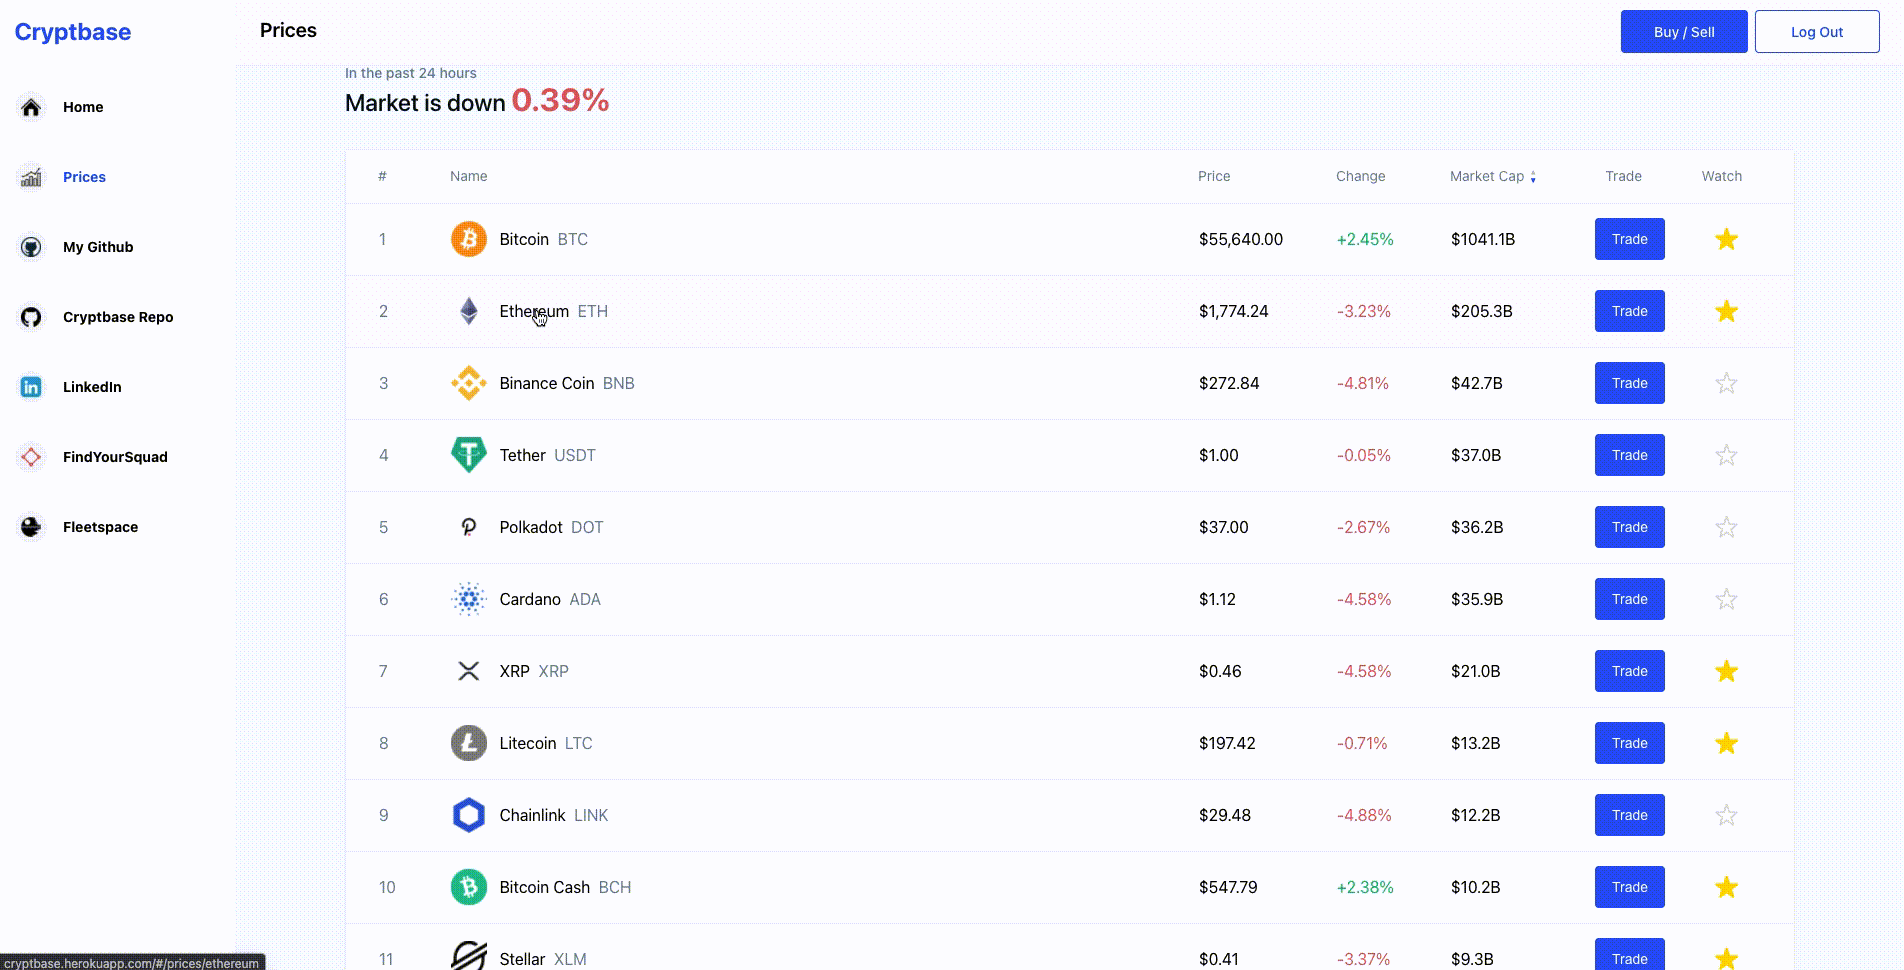 Cryptbase
Prices
Buy / Sell
Log Out
Home
Prices
My Github
Cryptbase Repo
LinkedIn
FindYourSquad
Fleetspace
In the past 24 hours
Market is down 0.39%
# Name Price Change Market Cap Trade Watch
1 Bitcoin BTC $55,640.00 +2.45% $1041.1B Trade
2 Ethereum ETH $1,774.24 -3.23% $205.3B Trade
3 Binance Coin BNB $272.84 -4.81% $42.7B Trade
4 Tether USDT $1.00 -0.05% $37.0B Trade
5 Polkadot DOT $37.00 -2.67% $36.2B Trade
6 Cardano ADA $1.12 -4.58% $35.9B Trade
7 XRP XRP $0.46 -4.58% $21.0B Trade
8 Litecoin LTC $197.42 -0.71% $13.2B Trade
9 Chainlink LINK $29.48 -4.88% $12.2B Trade
10 Bitcoin Cash BCH $547.79 +2.38% $10.2B Trade
11 Stellar XLM $0.41 -3.37% $9.3B Trade
cryptbase.herokuapp.com/#/prices/ethereum